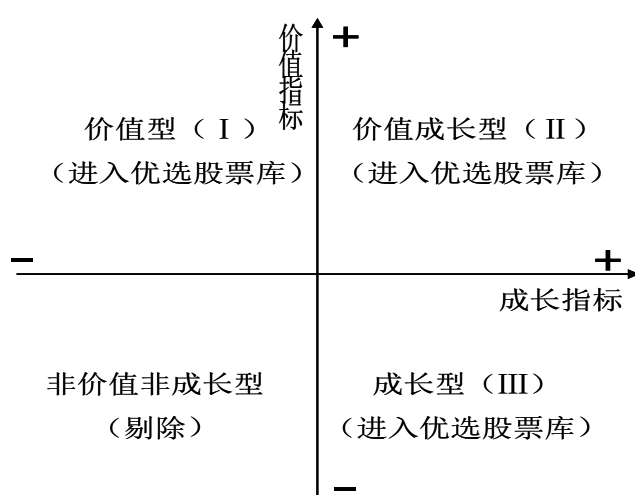 价值指标
+
价值型（I）
（进入优选股票库）
价值成长型（II）
（进入优选股票库）
−
+
成长指标
非价值非成长型
（剔除）
成长型（III）
（进入优选股票库）
−